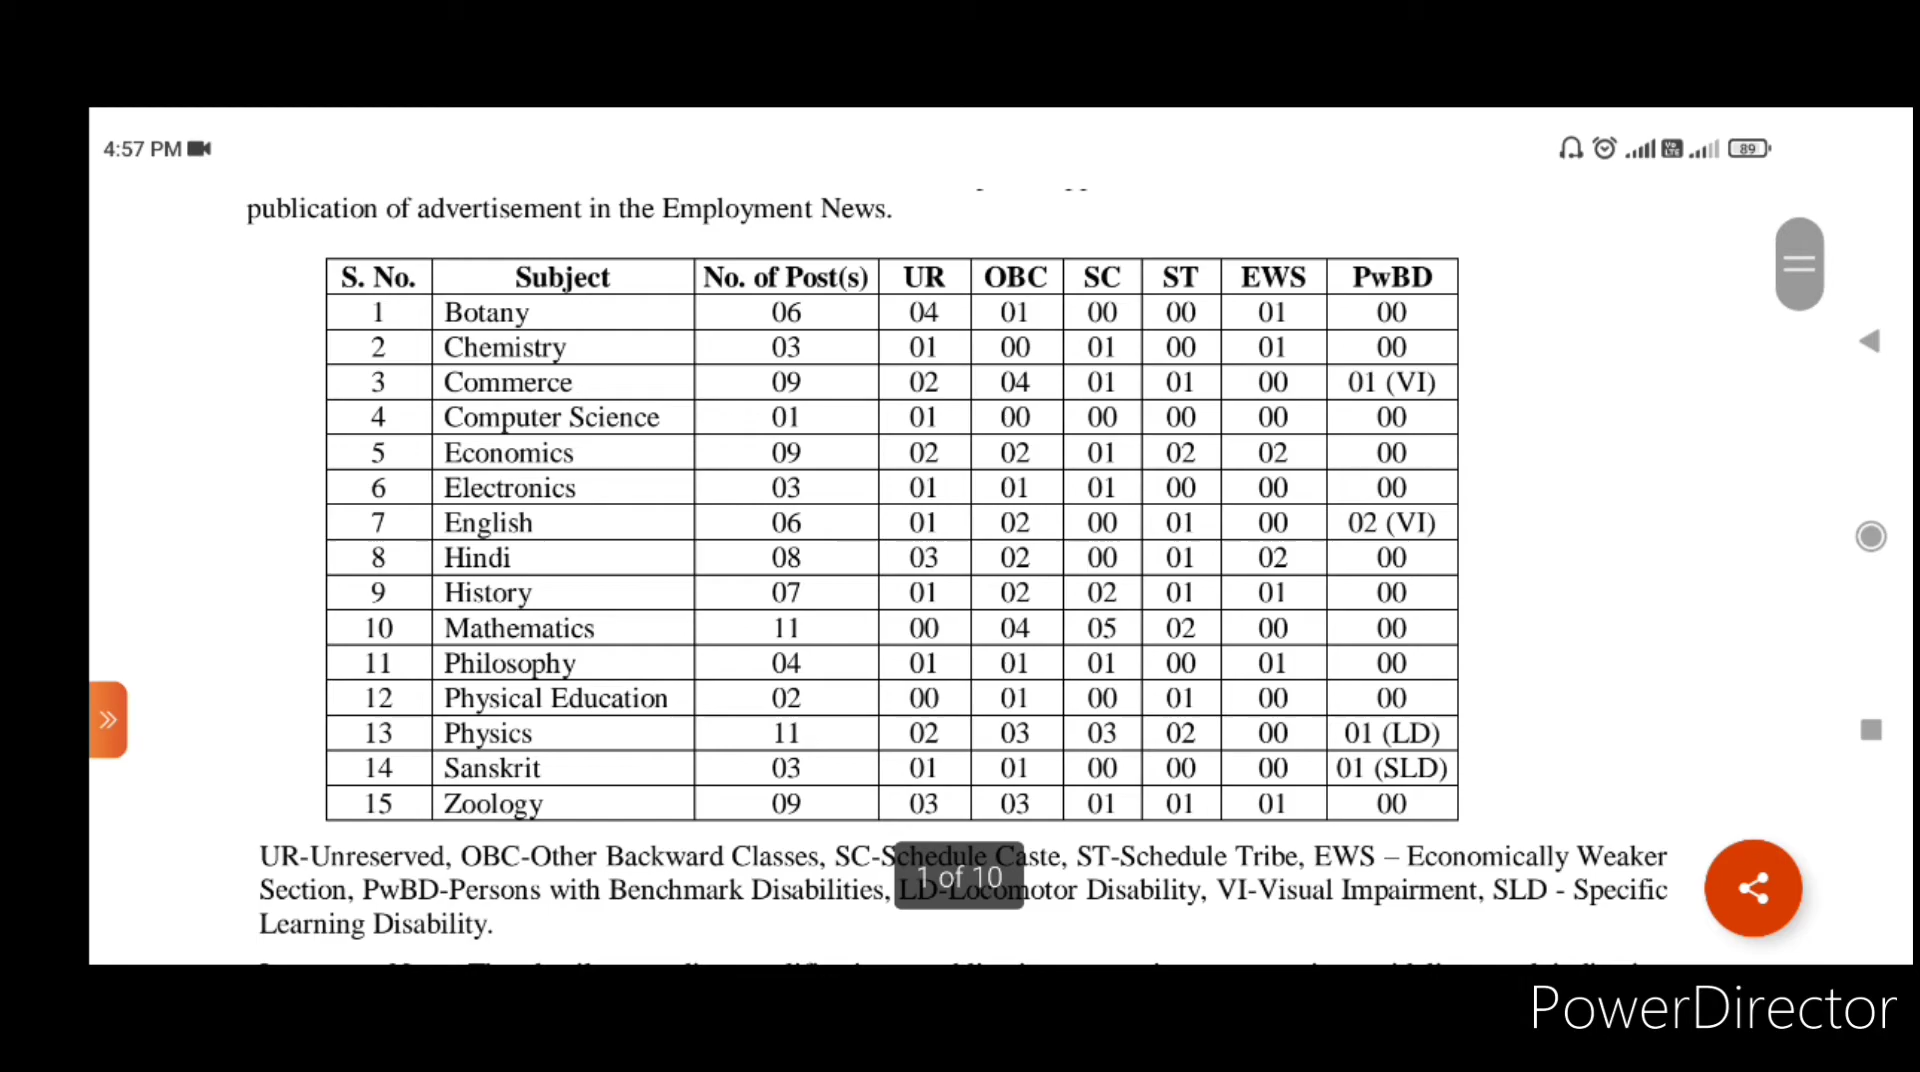 4:57 PM
89
publication of advertisement in the Employment News.
S. No. Subject No. of Post(s) UR OBC SC ST EWS PwBD
1 Botany 06 04 01 00 00 01 00
2 Chemistry 03 01 00 01 00 01 00
3 Commerce 09 02 04 01 01 00 01 (VI)
4 Computer Science 01 01 00 00 00 00 00
5 Economics 09 02 02 01 02 02 00
6 Electronics 03 01 01 01 00 00 00
7 English 06 01 02 00 01 00 02 (VI)
8 Hindi 08 03 02 00 01 02 00
9 History 07 01 02 02 01 01 00
10 Mathematics 11 00 04 05 02 00 00
11 Philosophy 04 01 01 01 00 01 00
12 Physical Education 02 00 01 00 01 00 00
13 Physics 11 02 03 03 02 00 01 (LD)
14 Sanskrit 03 01 01 00 00 00 01 (SLD)
15 Zoology 09 03 03 01 01 01 00
UR-Unreserved, OBC-Other Backward Classes, SC-Schedule Caste, ST-Schedule Tribe, EWS – Economically Weaker
Section, PwBD-Persons with Benchmark Disabilities, LD-Locomotor Disability, VI-Visual Impairment, SLD - Specific
1 of 10
Learning Disability.
PowerDirector